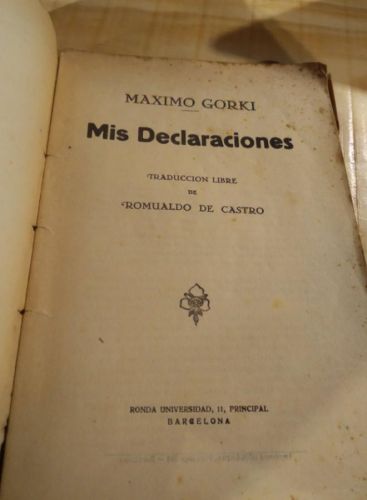 MAXIMO GORKI
Mis Declaraciones
TRADUCCION LIBRE
DE
ROMUALDO DE CASTRO
RONDA UNIVERSIDAD, 11, PRINCIPAL
BARCELONA